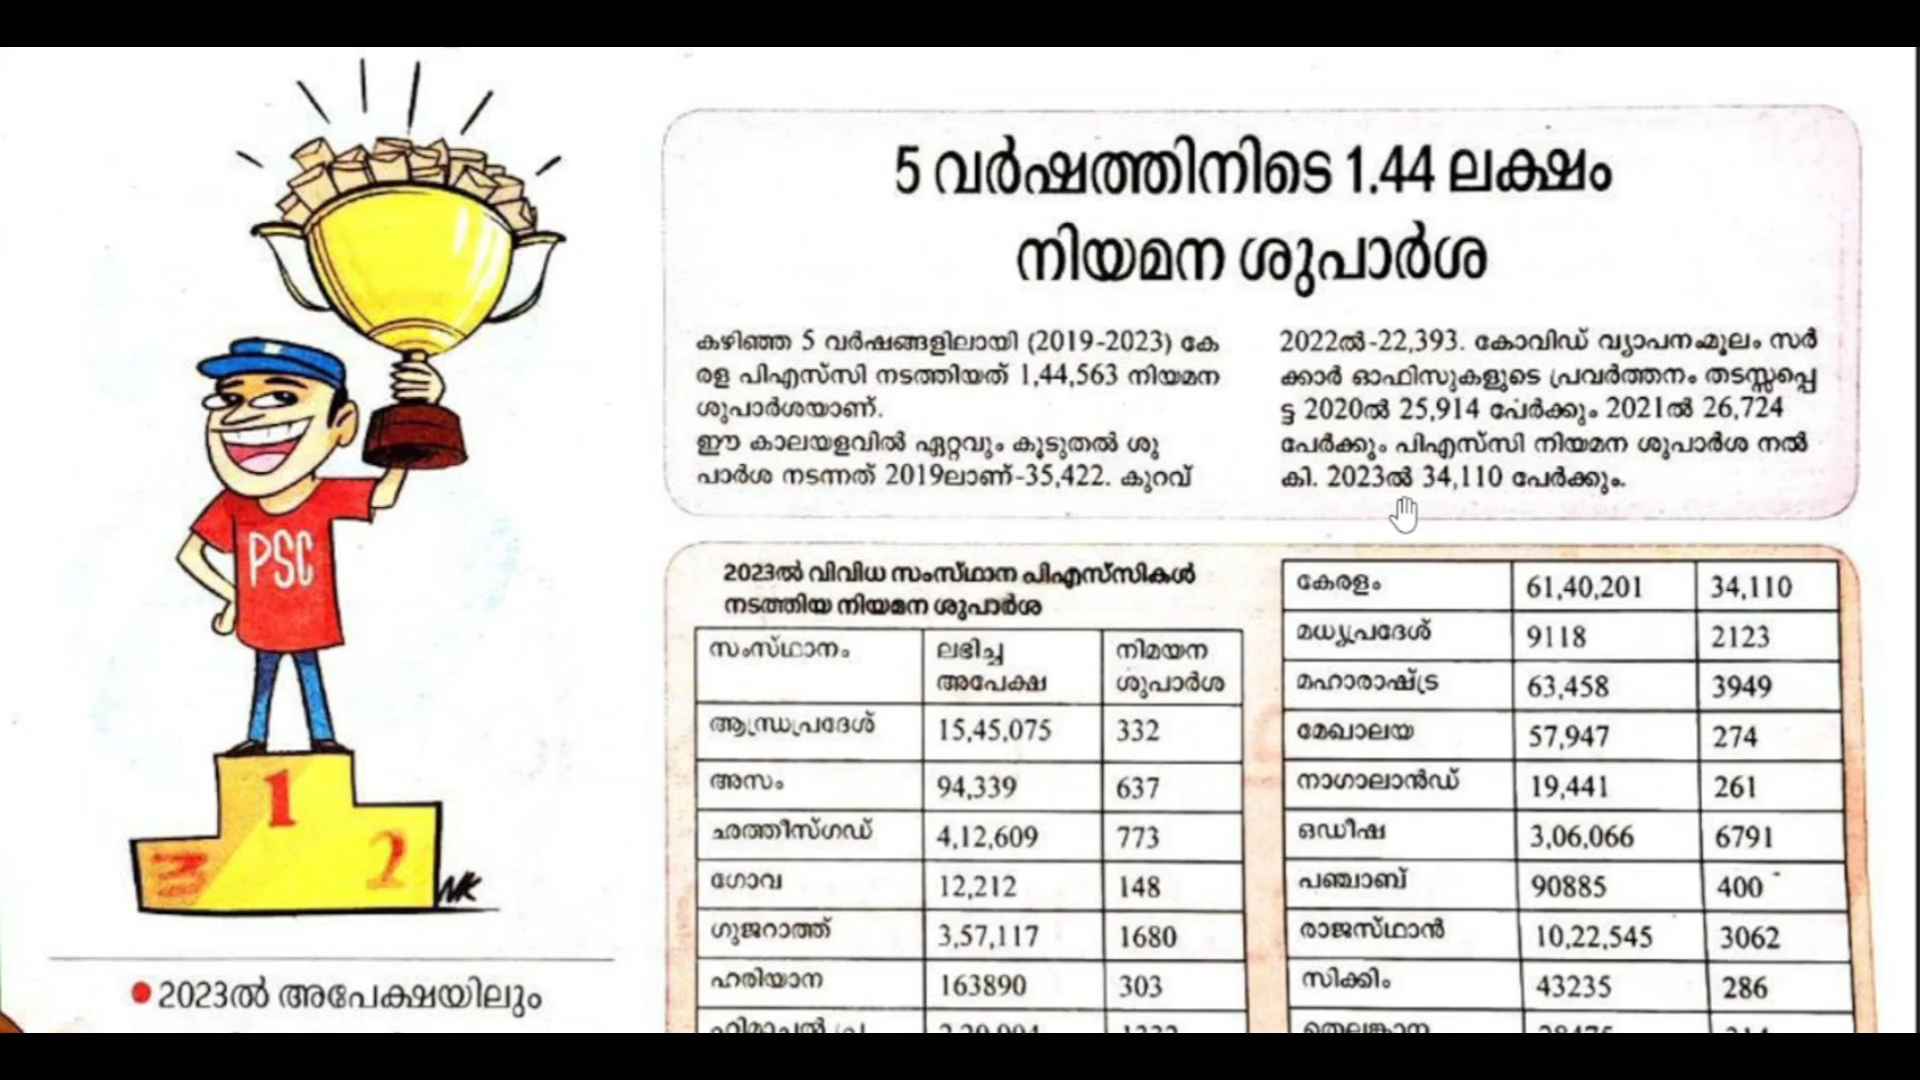 5 വർഷത്തിനിടെ 1.44 ലക്ഷം
നിയമന ശുപാർശ
കഴിഞ്ഞ 5 വർഷങ്ങളിലായി (2019-2023) കേ
രള പിഎസ്‌സി നടത്തിയത് 1,44,563 നിയമന
ശുപാർശയാണ്.
ഈ കാലയളവിൽ ഏറ്റവും കൂടുതൽ ശു
പാർശ നടന്നത് 2019ലാണ്-35,422. കുറവ്
2022ൽ-22,393. കോവിഡ് വ്യാപനംമൂലം സർ
ക്കാർ ഓഫിസുകളുടെ പ്രവർത്തനം തടസ്സപ്പെ
ട്ട 2020ൽ 25,914 പേർക്കും 2021ൽ 26,724
പേർക്കും പിഎസ്‌സി നിയമന ശുപാർശ നൽ
കി. 2023ൽ 34,110 പേർക്കും.
PSC
1
2
3
NK
● 2023ൽ അപേക്ഷയിലും
2023ൽ വിവിധ സംസ്ഥാന പിഎസ്‌സികൾ
നടത്തിയ നിയമന ശുപാർശ
സംസ്ഥാനം ലഭിച്ച അപേക്ഷ നിമയന ശുപാർശ
ആന്ധ്രപ്രദേശ് 15,45,075 332
അസം 94,339 637
ഛത്തീസ്ഗഡ് 4,12,609 773
ഗോവ 12,212 148
ഗുജറാത്ത് 3,57,117 1680
ഹരിയാന 163890 303
കേരളം 61,40,201 34,110
മധ്യപ്രദേശ് 9118 2123
മഹാരാഷ്ട്ര 63,458 3949
മേഖാലയ 57,947 274
നാഗാലാൻഡ് 19,441 261
ഒഡീഷ 3,06,066 6791
പഞ്ചാബ് 90885 400
രാജസ്ഥാൻ 10,22,545 3062
സിക്കിം 43235 286